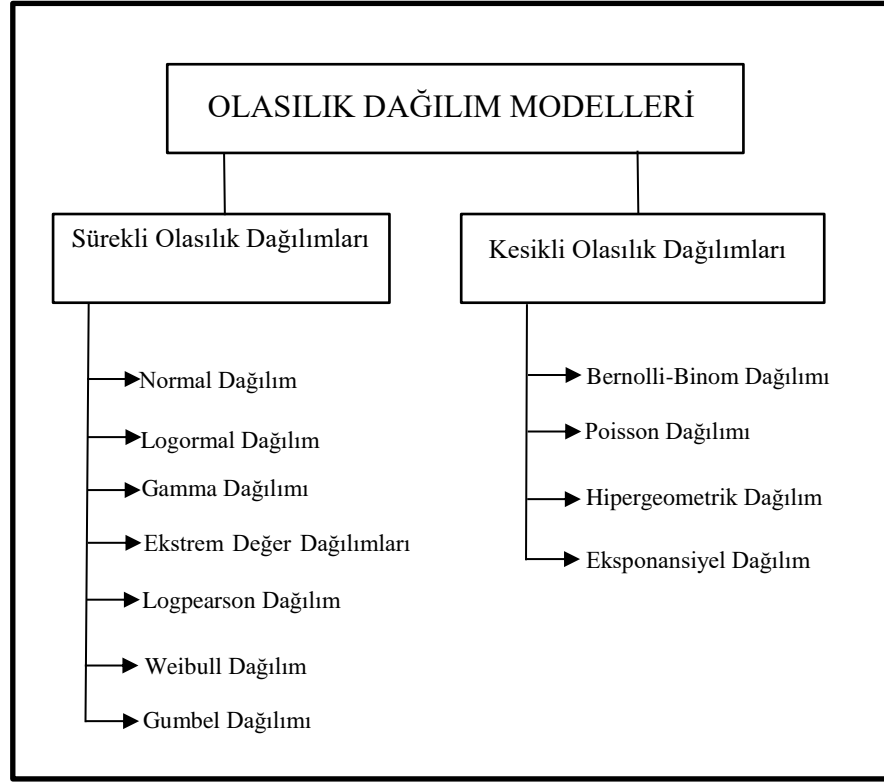 OLASILIK DAĞILIM MODELLERİ
Sürekli Olasılık Dağılımları
Normal Dağılım
Logormal Dağılım
Gamma Dağılımı
Ekstrem Değer Dağılımları
Logpearson Dağılım
Weibull Dağılım
Gumbel Dağılımı
Kesikli Olasılık Dağılımları
Bernolli-Binom Dağılımı
Poisson Dağılımı
Hipergeometrik Dağılım
Eksponansiyel Dağılım